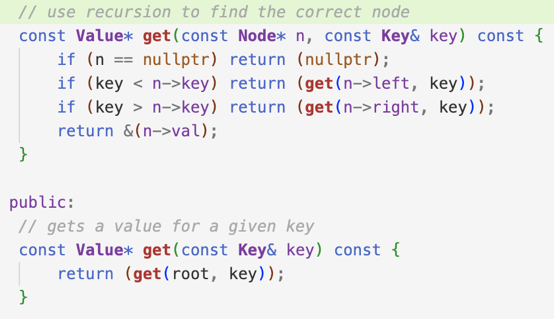 // use recursion to find the correct node
const Value* get(const Node* n, const Key& key) const {
if (n == nullptr) return (nullptr);
if (key < n->key) return (get(n->left, key));
if (key > n->key) return (get(n->right, key));
return &(n->val);
}
public:
// gets a value for a given key
const Value* get(const Key& key) const {
return (get(root, key));
}